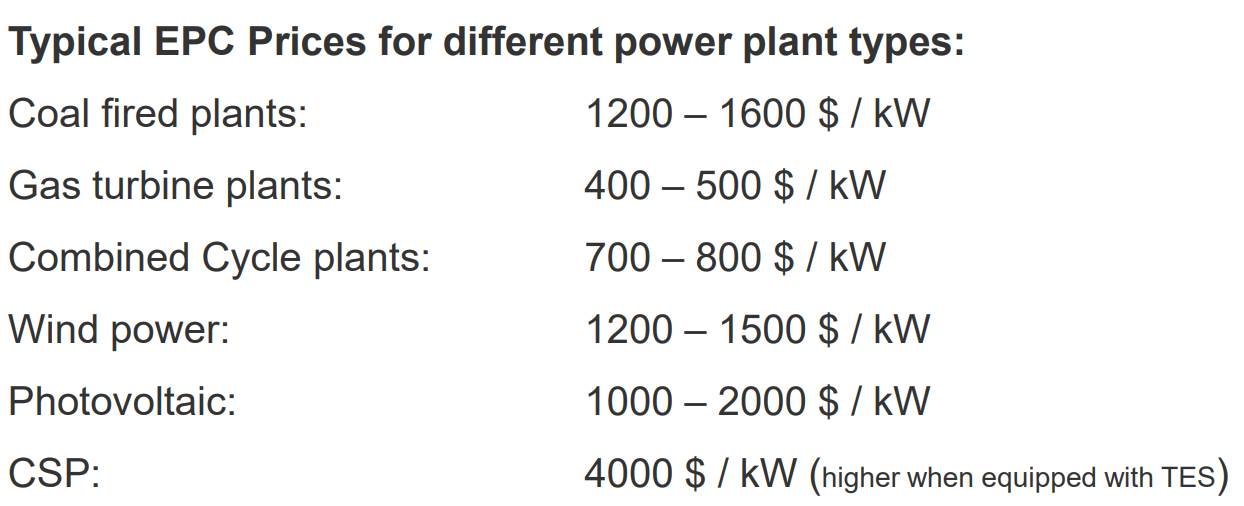 Typical EPC Prices for different power plant types:
Coal fired plants: 1200 – 1600 $ / kW
Gas turbine plants: 400 – 500 $ / kW
Combined Cycle plants: 700 – 800 $ / kW
Wind power: 1200 – 1500 $ / kW
Photovoltaic: 1000 – 2000 $ / kW
CSP: 4000 $ / kW (higher when equipped with TES)